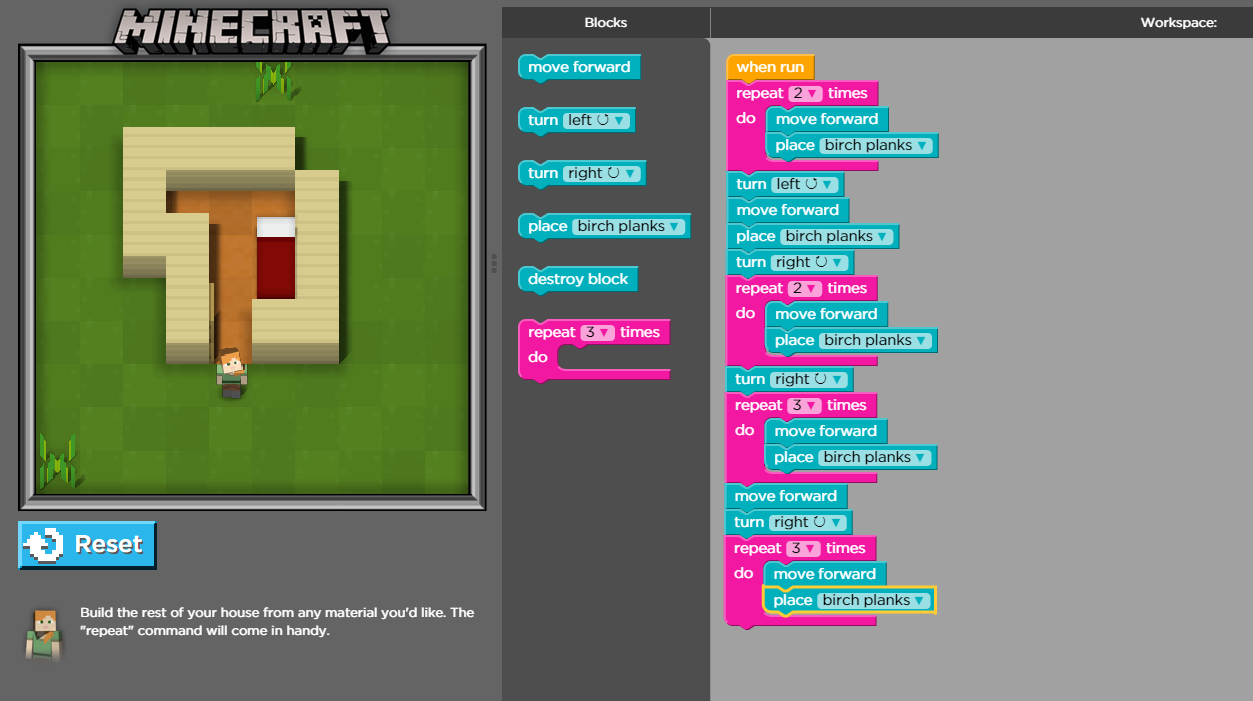 MINECRAFT
Reset
Build the rest of your house from any material you'd like. The
"repeat" command will come in handy.
Blocks
move forward
turn left ↺ ▼
turn right ↻ ▼
place birch planks ▼
destroy block
repeat 3 ▼ times
do
Workspace:
when run
repeat 2 ▼ times
do move forward
place birch planks ▼
turn left ↺ ▼
move forward
place birch planks ▼
turn right ↻ ▼
repeat 2 ▼ times
do move forward
place birch planks ▼
turn right ↻ ▼
repeat 3 ▼ times
do move forward
place birch planks ▼
move forward
turn right ↻ ▼
repeat 3 ▼ times
do move forward
place birch planks ▼